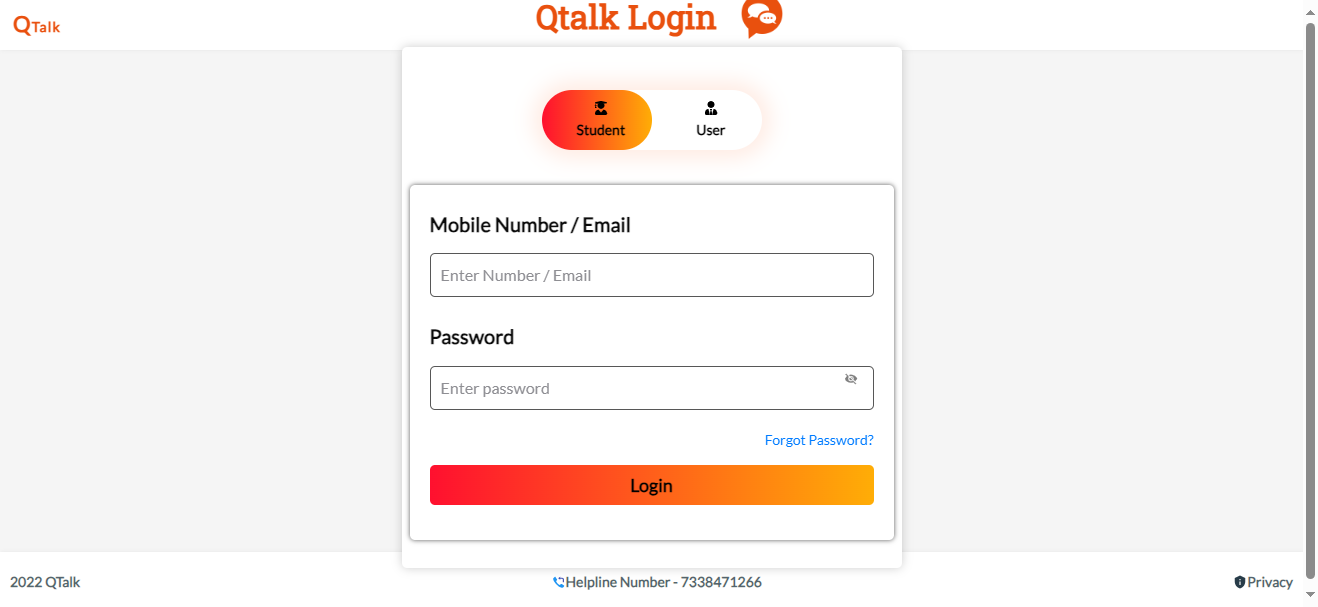 QTalk
Qtalk Login
Student
User
Mobile Number / Email
Enter Number / Email
Password
Enter password
Forgot Password?
Login
2022 QTalk
Helpline Number - 7338471266
Privacy